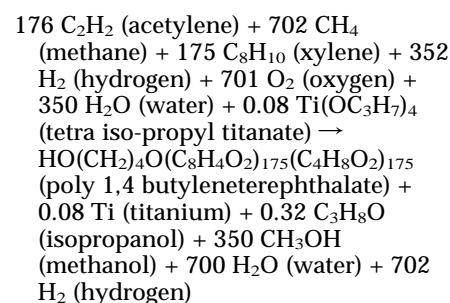 176 C₂H₂ (acetylene) + 702 CH₄
(methane) + 175 C₈H₁₀ (xylene) + 352
H₂ (hydrogen) + 701 O₂ (oxygen) +
350 H₂O (water) + 0.08 Ti(OC₃H₇)₄
(tetra iso-propyl titanate) →
HO(CH₂)₄O(C₈H₄O₂)₁₇₅(C₄H₈O₂)₁₇₅
(poly 1,4 butyleneterephthalate) +
0.08 Ti (titanium) + 0.32 C₃H₈O
(isopropanol) + 350 CH₃OH
(methanol) + 700 H₂O (water) + 702
H₂ (hydrogen)